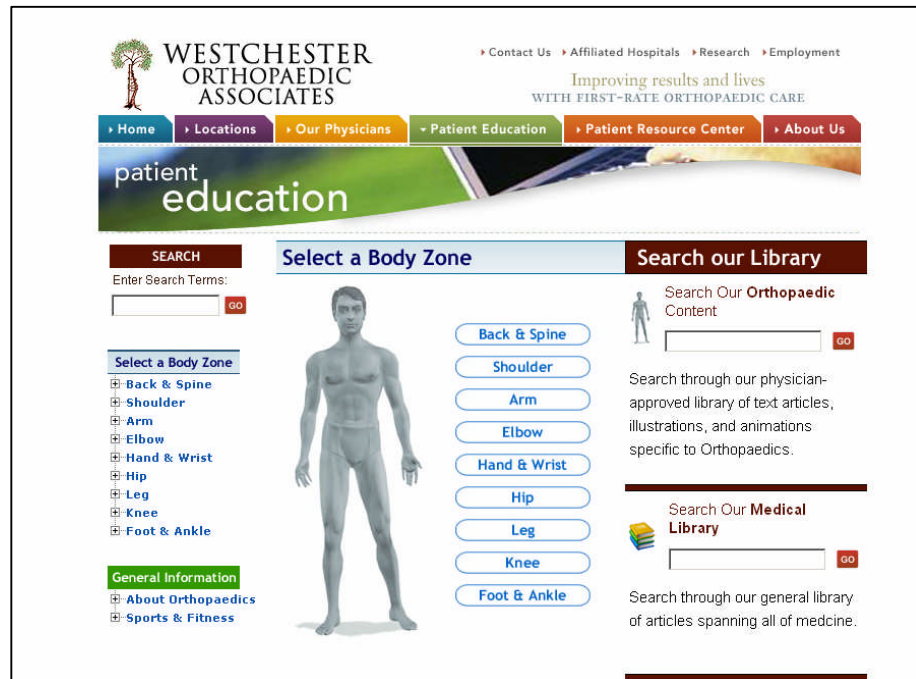 WESTCHESTER
ORTHOPAEDIC
ASSOCIATES
Contact Us Affiliated Hospitals Research Employment
Improving results and lives
WITH FIRST-RATE ORTHOPAEDIC CARE
Home Locations Our Physicians Patient Education Patient Resource Center About Us
patient
education
SEARCH
Enter Search Terms:
GO
Select a Body Zone
Back & Spine
Shoulder
Arm
Elbow
Hand & Wrist
Hip
Leg
Knee
Foot & Ankle
General Information
About Orthopaedics
Sports & Fitness
Select a Body Zone
Back & Spine
Shoulder
Arm
Elbow
Hand & Wrist
Hip
Leg
Knee
Foot & Ankle
Search our Library
Search Our Orthopaedic
Content
GO
Search through our physician-
approved library of text articles,
illustrations, and animations
specific to Orthopaedics.
Search Our Medical
Library
GO
Search through our general library
of articles spanning all of medcine.